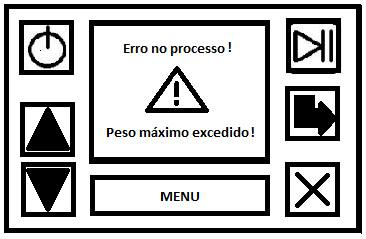 Erro no processo !
Peso máximo excedido !
MENU